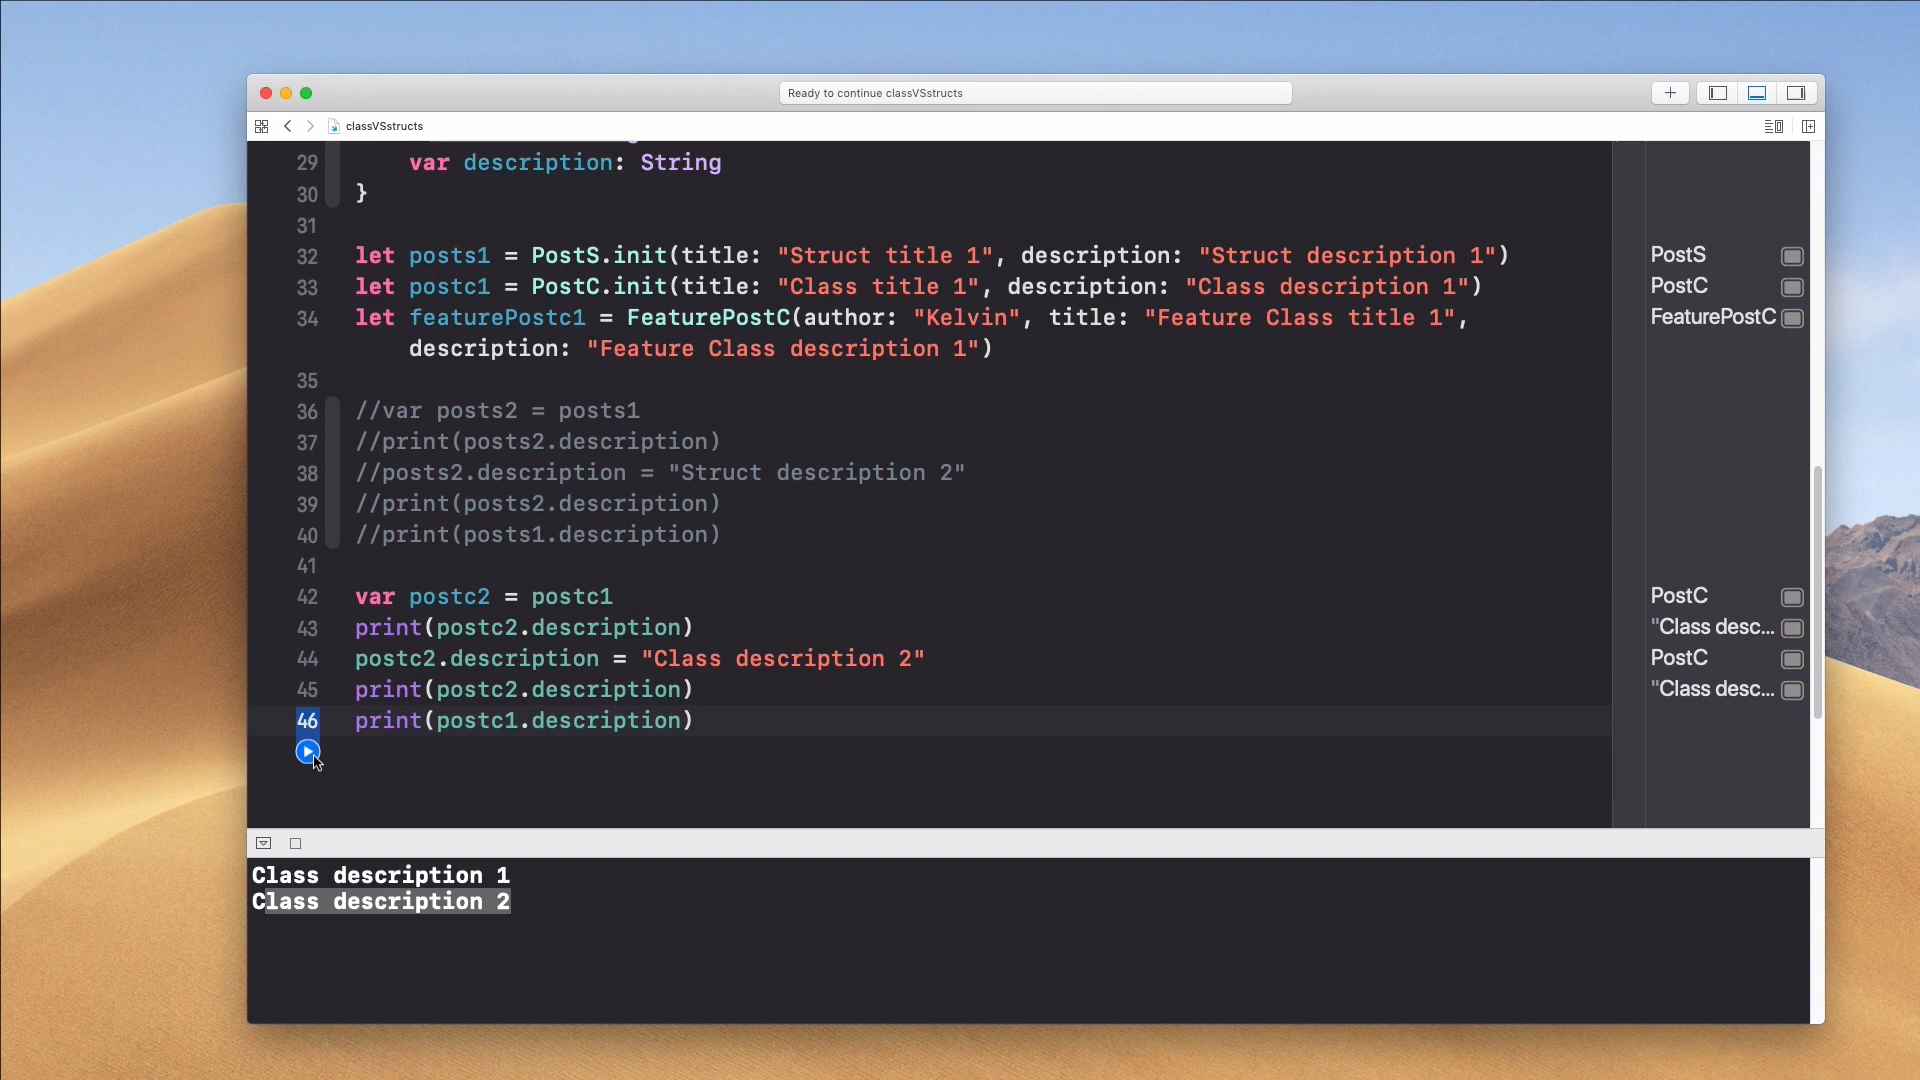 Ready to continue classVSstructs
classVSstructs
29 var description: String
30 }
31
32 let posts1 = PostS.init(title: "Struct title 1", description: "Struct description 1") PostS
33 let postc1 = PostC.init(title: "Class title 1", description: "Class description 1") PostC
34 let featurePostc1 = FeaturePostC(author: "Kelvin", title: "Feature Class title 1", FeaturePostC
description: "Feature Class description 1")
35
36 //var posts2 = posts1
37 //print(posts2.description)
38 //posts2.description = "Struct description 2"
39 //print(posts2.description)
40 //print(posts1.description)
41
42 var postc2 = postc1 PostC
43 print(postc2.description) "Class desc...
44 postc2.description = "Class description 2" PostC
45 print(postc2.description) "Class desc...
46 print(postc1.description)
Class description 1
Class description 2